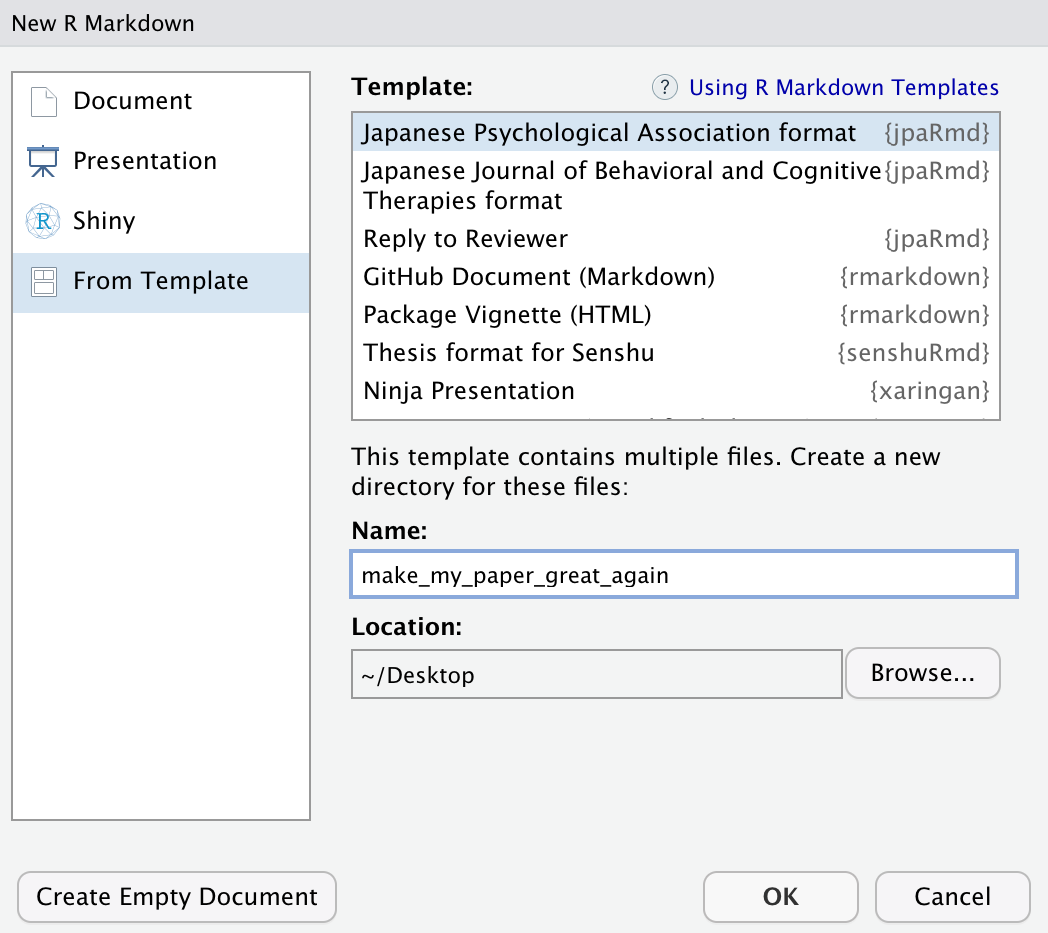 New R Markdown
Document
Presentation
Shiny
From Template
Template:
? Using R Markdown Templates
Japanese Psychological Association format {jpaRmd}
Japanese Journal of Behavioral and Cognitive {jpaRmd}
Therapies format
Reply to Reviewer {jpaRmd}
GitHub Document (Markdown) {rmarkdown}
Package Vignette (HTML) {rmarkdown}
Thesis format for Senshu {senshuRmd}
Ninja Presentation {xaringan}
This template contains multiple files. Create a new
directory for these files:
Name:
make_my_paper_great_again
Location:
~/Desktop
Browse...
Create Empty Document
OK
Cancel